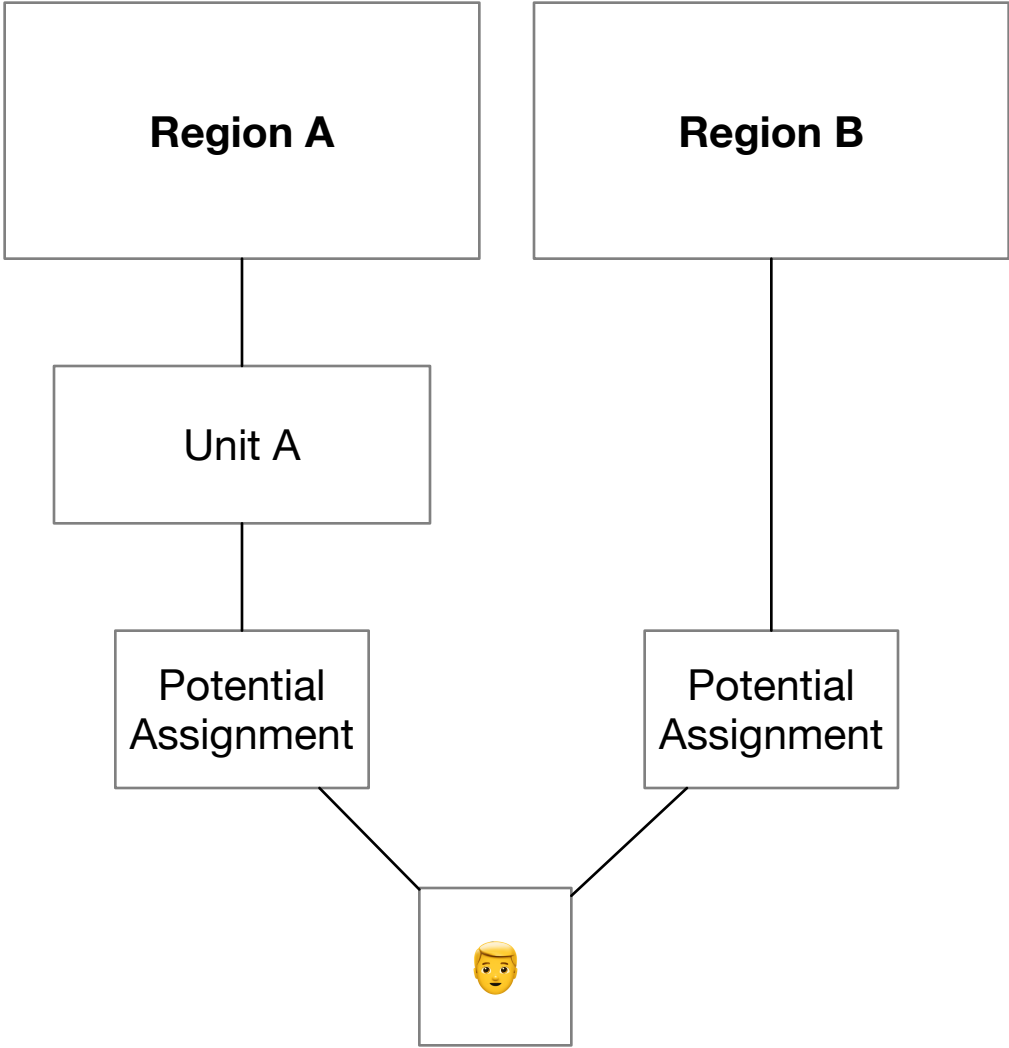 Region A
Region B
Unit A
Potential
Assignment
Potential
Assignment